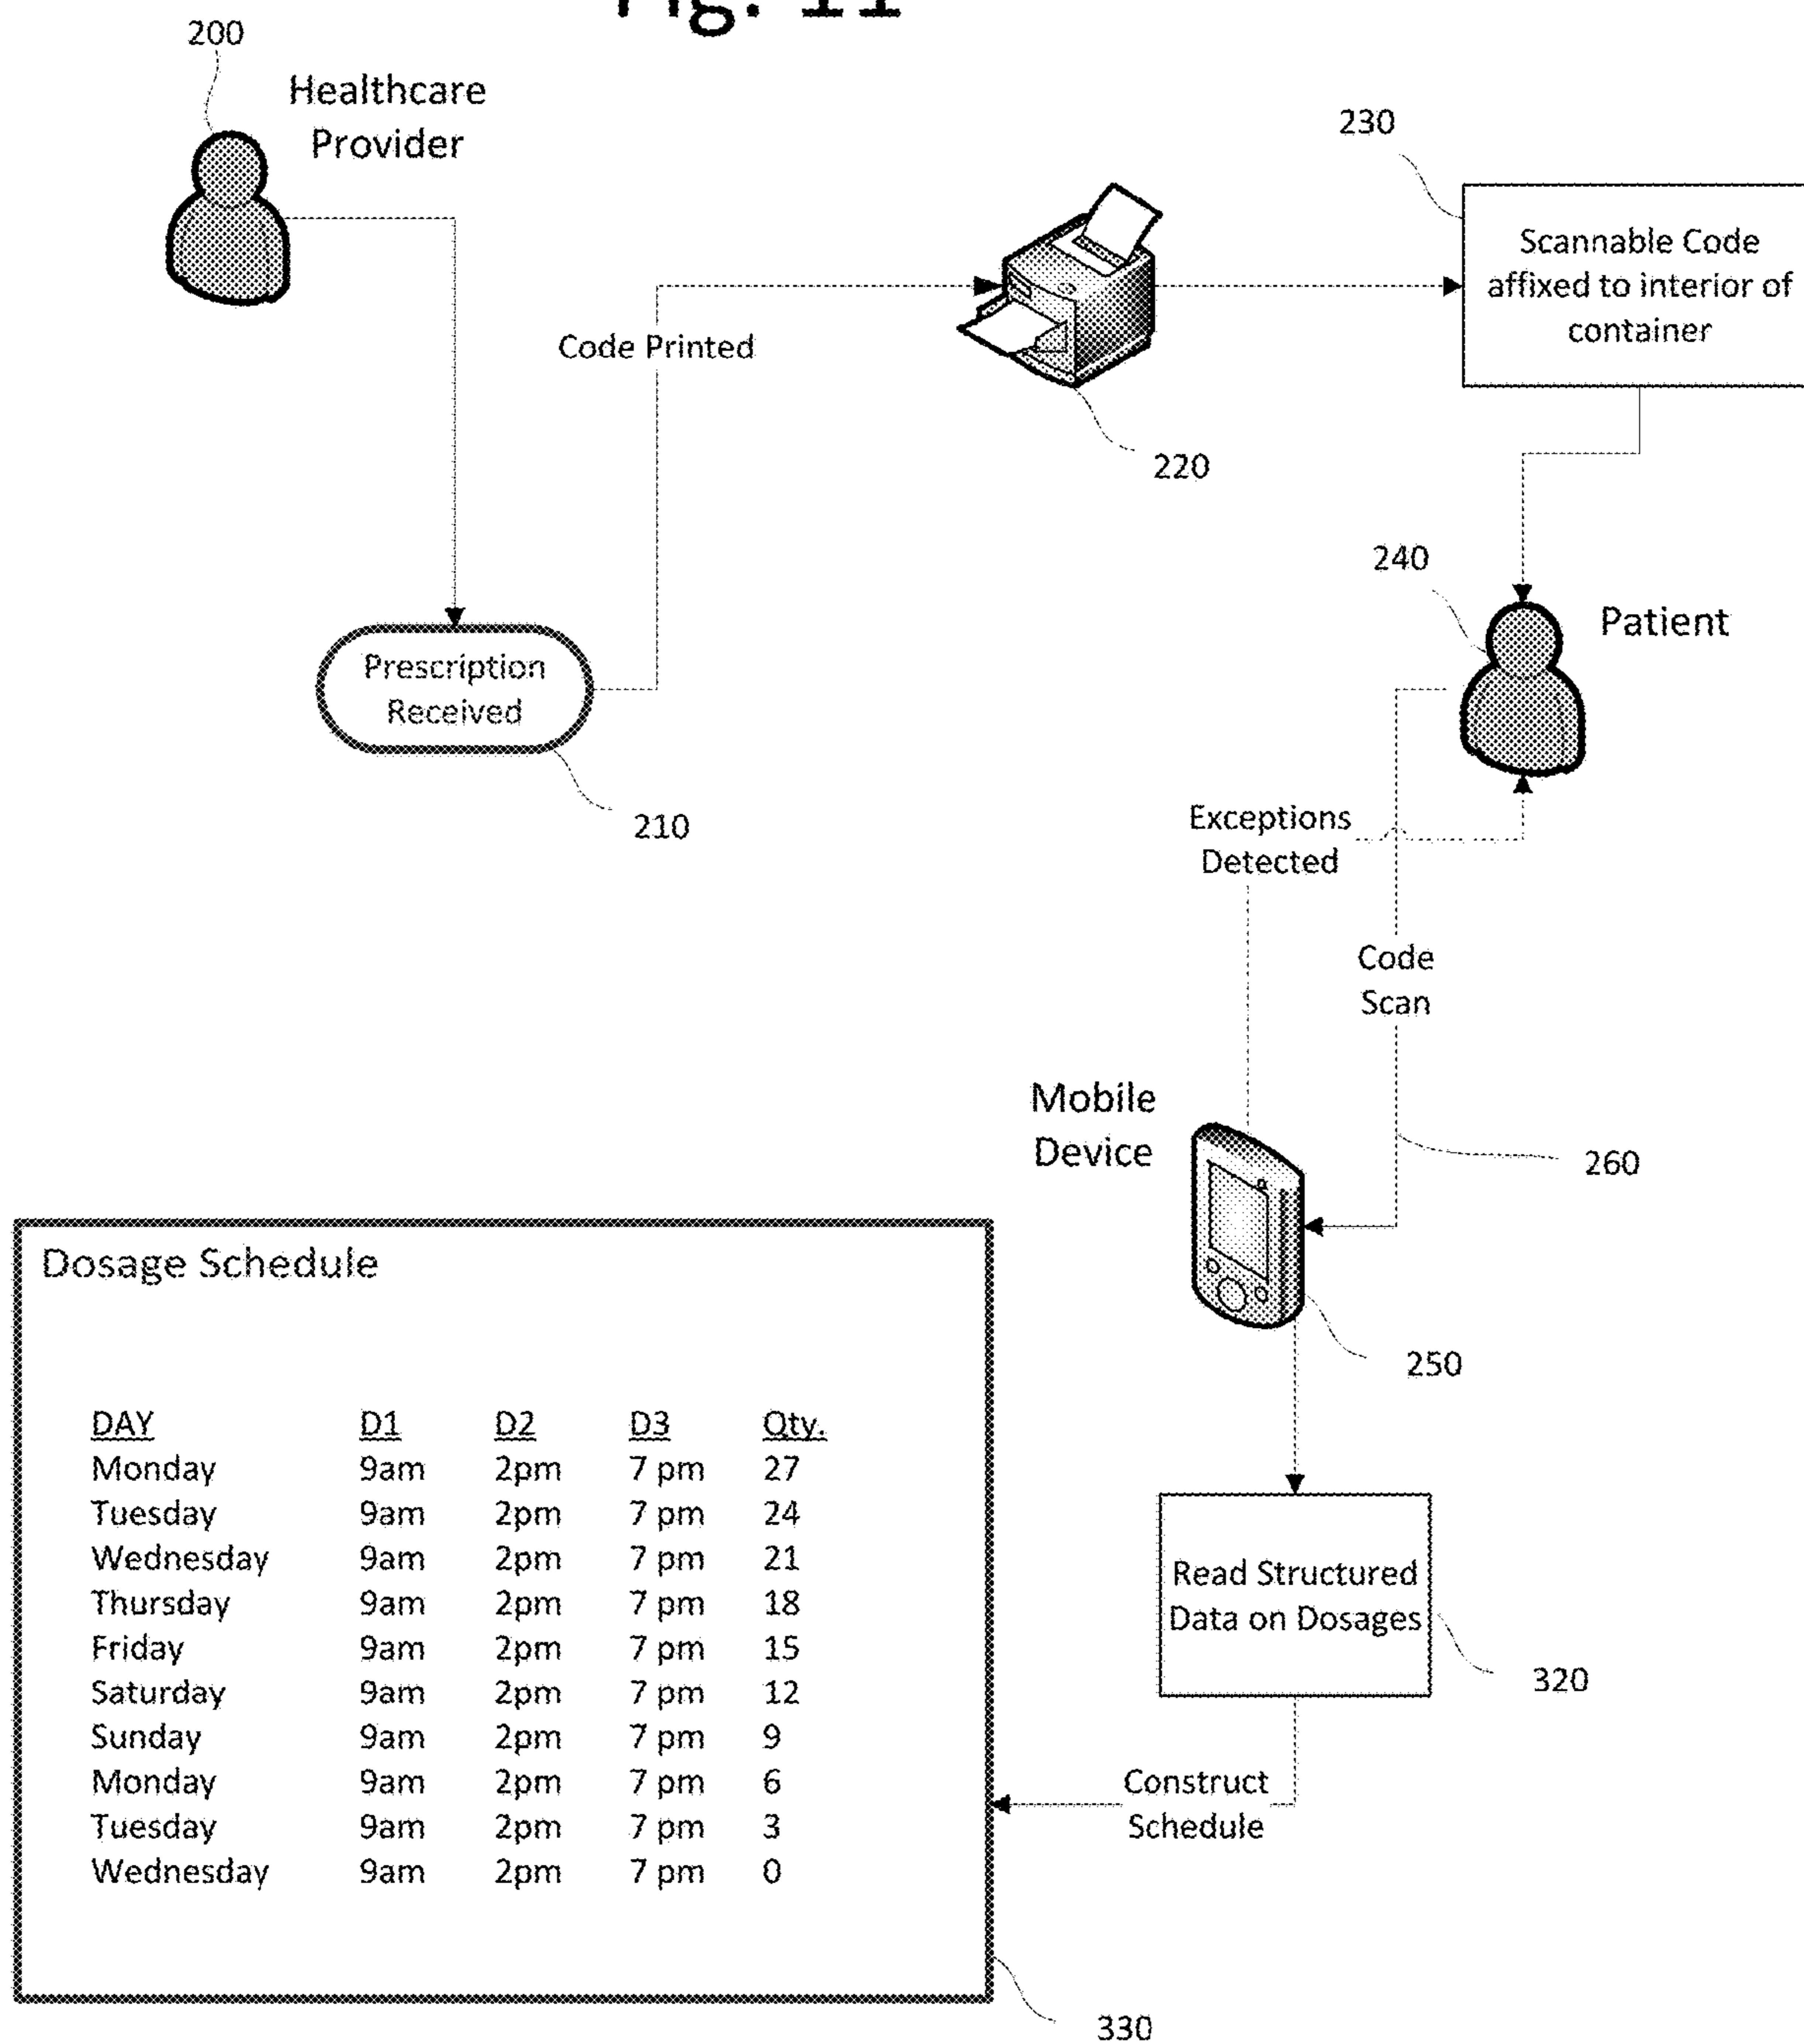 Fig. 11
200
Healthcare
Provider
230
Scannable Code
affixed to interior of
container
Code Printed
220
240
Patient
Prescription
Received
210
Exceptions
Detected
Code
Scan
Mobile
Device
260
250
Dosage Schedule
DAY D1 D2 D3 Qty.
Monday 9am 2pm 7 pm 27
Tuesday 9am 2pm 7 pm 24
Wednesday 9am 2pm 7 pm 21
Thursday 9am 2pm 7 pm 18
Friday 9am 2pm 7 pm 15
Saturday 9am 2pm 7 pm 12
Sunday 9am 2pm 7 pm 9
Monday 9am 2pm 7 pm 6
Tuesday 9am 2pm 7 pm 3
Wednesday 9am 2pm 7 pm 0
Read Structured
Data on Dosages
320
Construct
Schedule
330